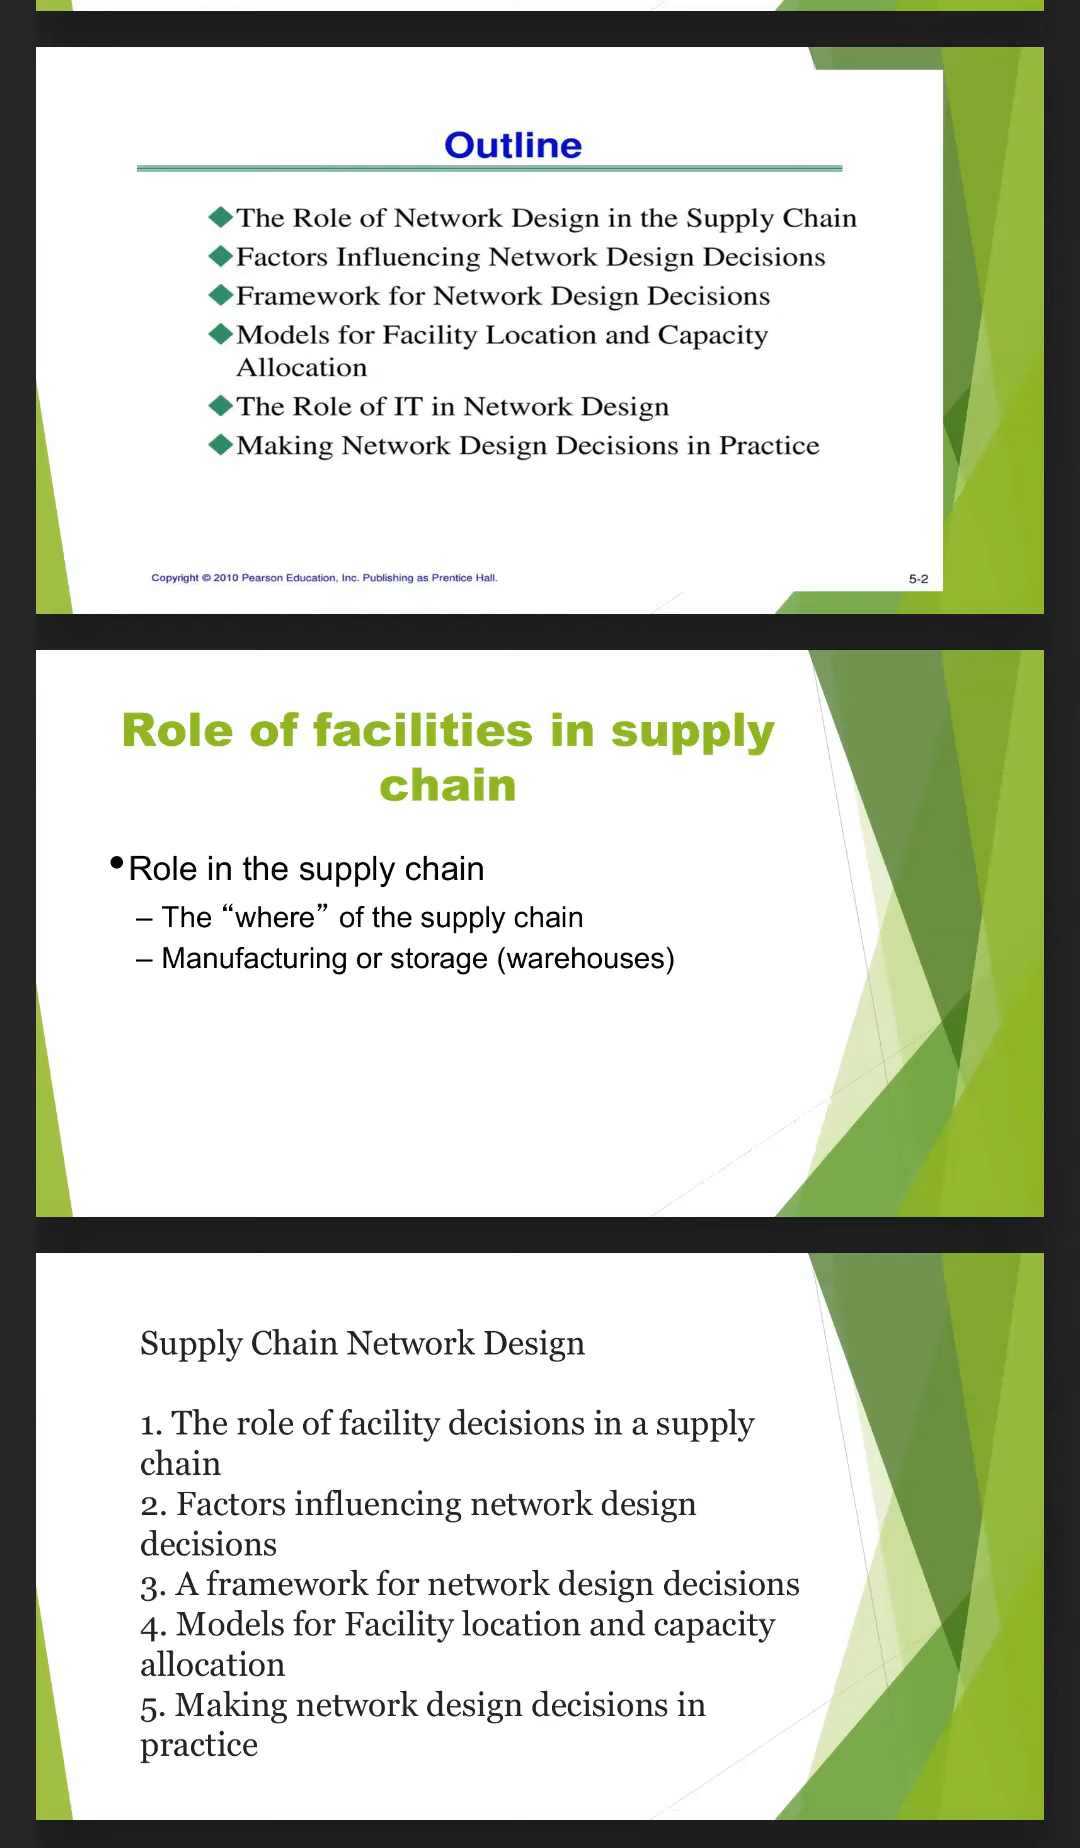 Outline
◆The Role of Network Design in the Supply Chain
◆Factors Influencing Network Design Decisions
◆Framework for Network Design Decisions
◆Models for Facility Location and Capacity
Allocation
◆The Role of IT in Network Design
◆Making Network Design Decisions in Practice
Copyright © 2010 Pearson Education, Inc. Publishing as Prentice Hall.
5-2
Role of facilities in supply
chain
•Role in the supply chain
– The “where” of the supply chain
– Manufacturing or storage (warehouses)
Supply Chain Network Design
1. The role of facility decisions in a supply
chain
2. Factors influencing network design
decisions
3. A framework for network design decisions
4. Models for Facility location and capacity
allocation
5. Making network design decisions in
practice